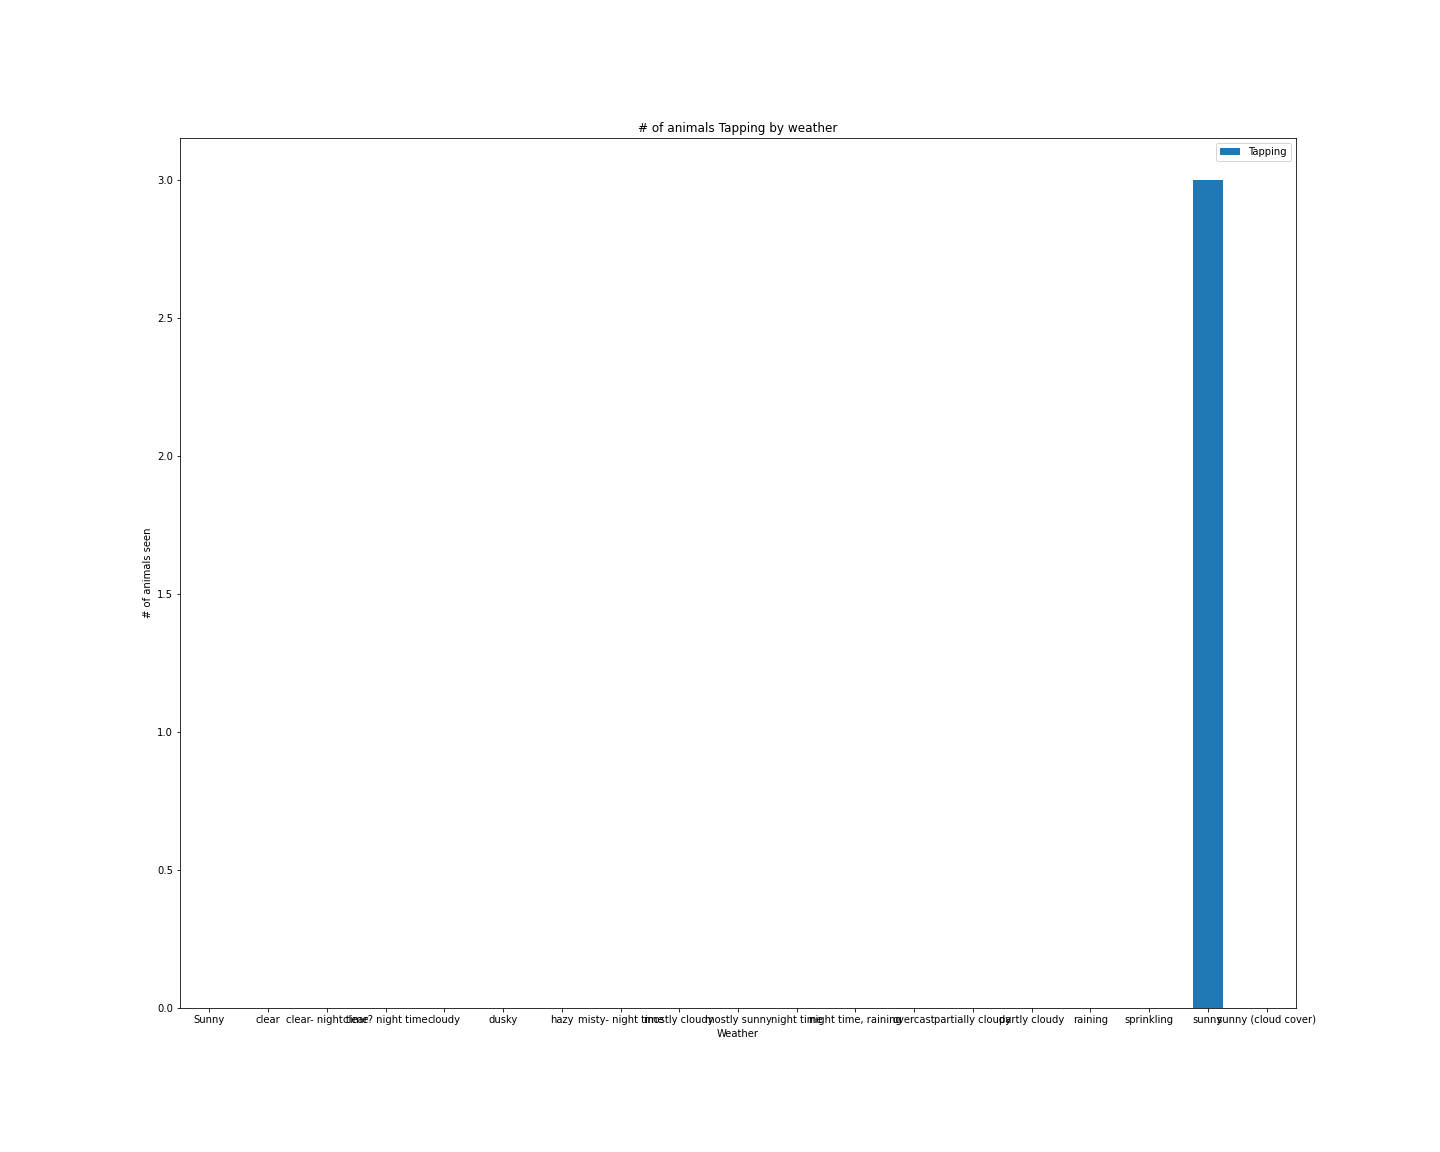 # of animals Tapping by weather
Tapping
3.0
2.5
2.0
1.5
1.0
0.5
0.0
# of animals seen
Sunny clear clear- night time clear? night time cloudy dusky hazy misty- night time mostly cloudy mostly sunny night time night time, raining overcast partially cloudy partly cloudy raining sprinkling sunny sunny (cloud cover)
Weather